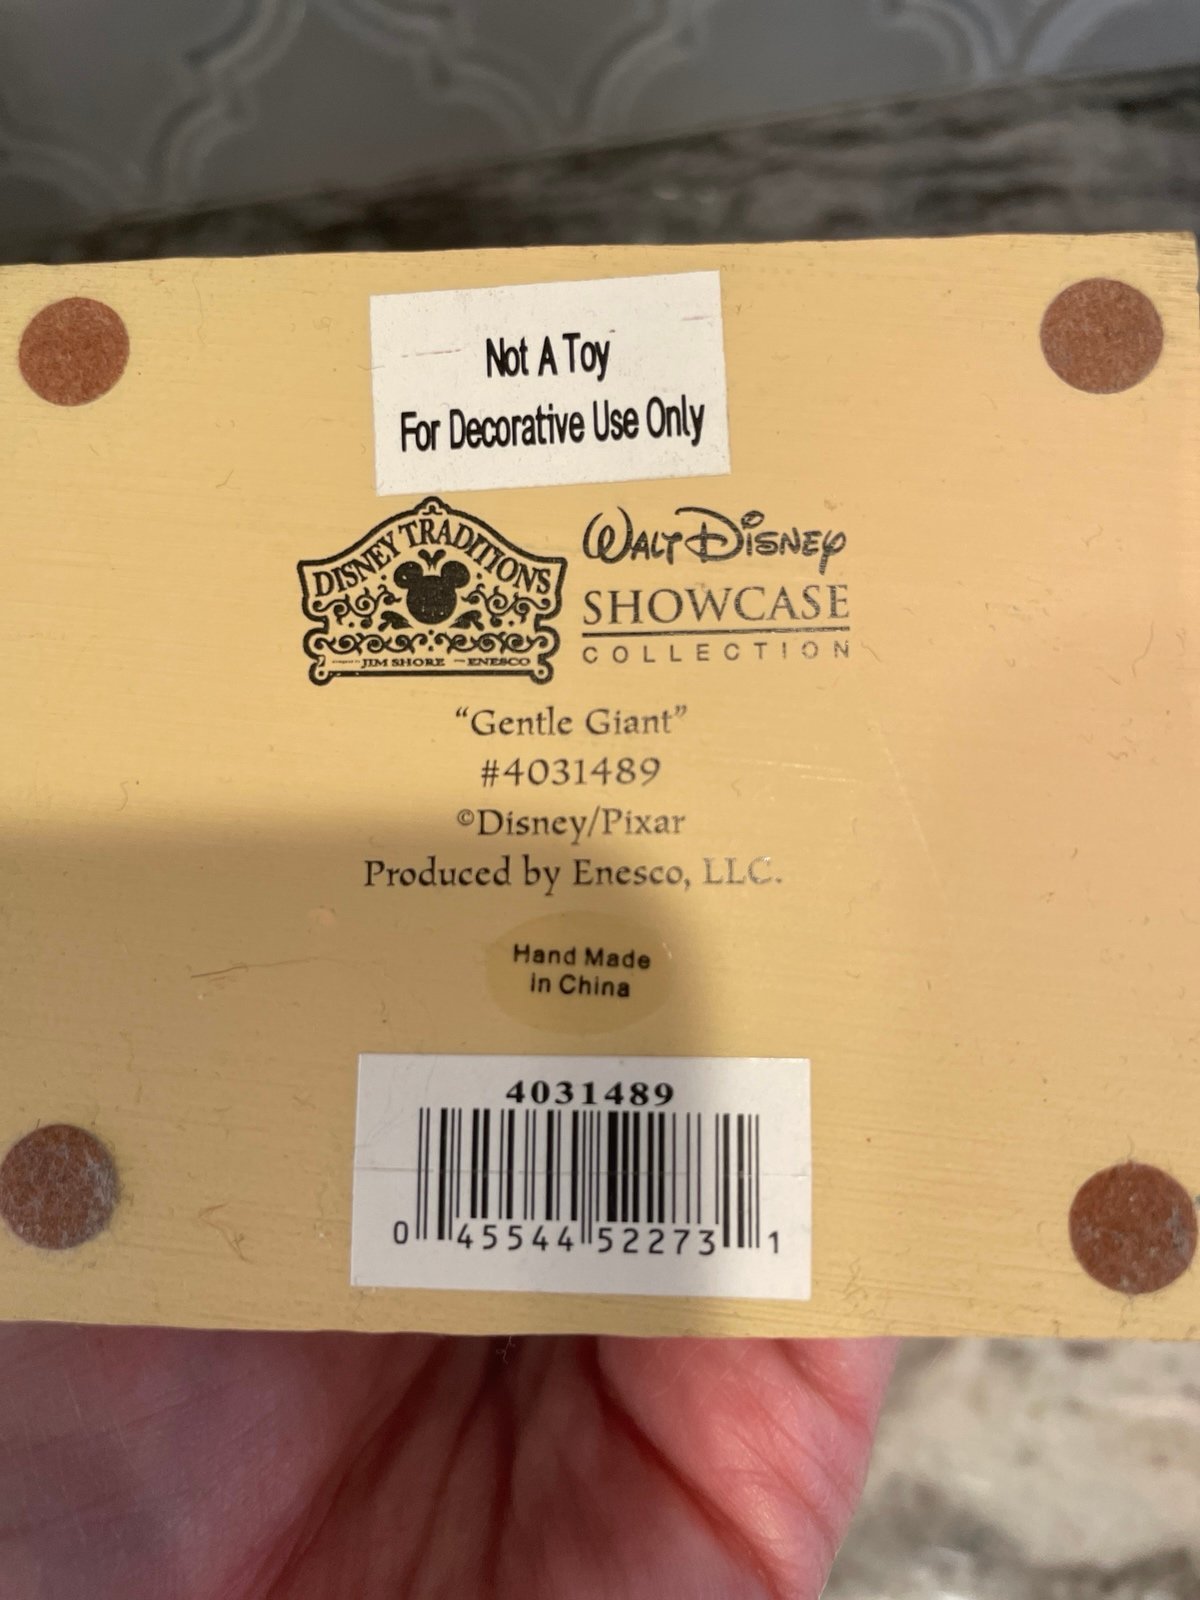 Not A Toy
For Decorative Use Only
DISNEY TRADITIONS
JIM SHORE ENESCO
WALT DISNEY
SHOWCASE
COLLECTION
“Gentle Giant”
#4031489
©Disney/Pixar
Produced by Enesco, LLC.
Hand Made
in China
4031489
0 45544 52273 1